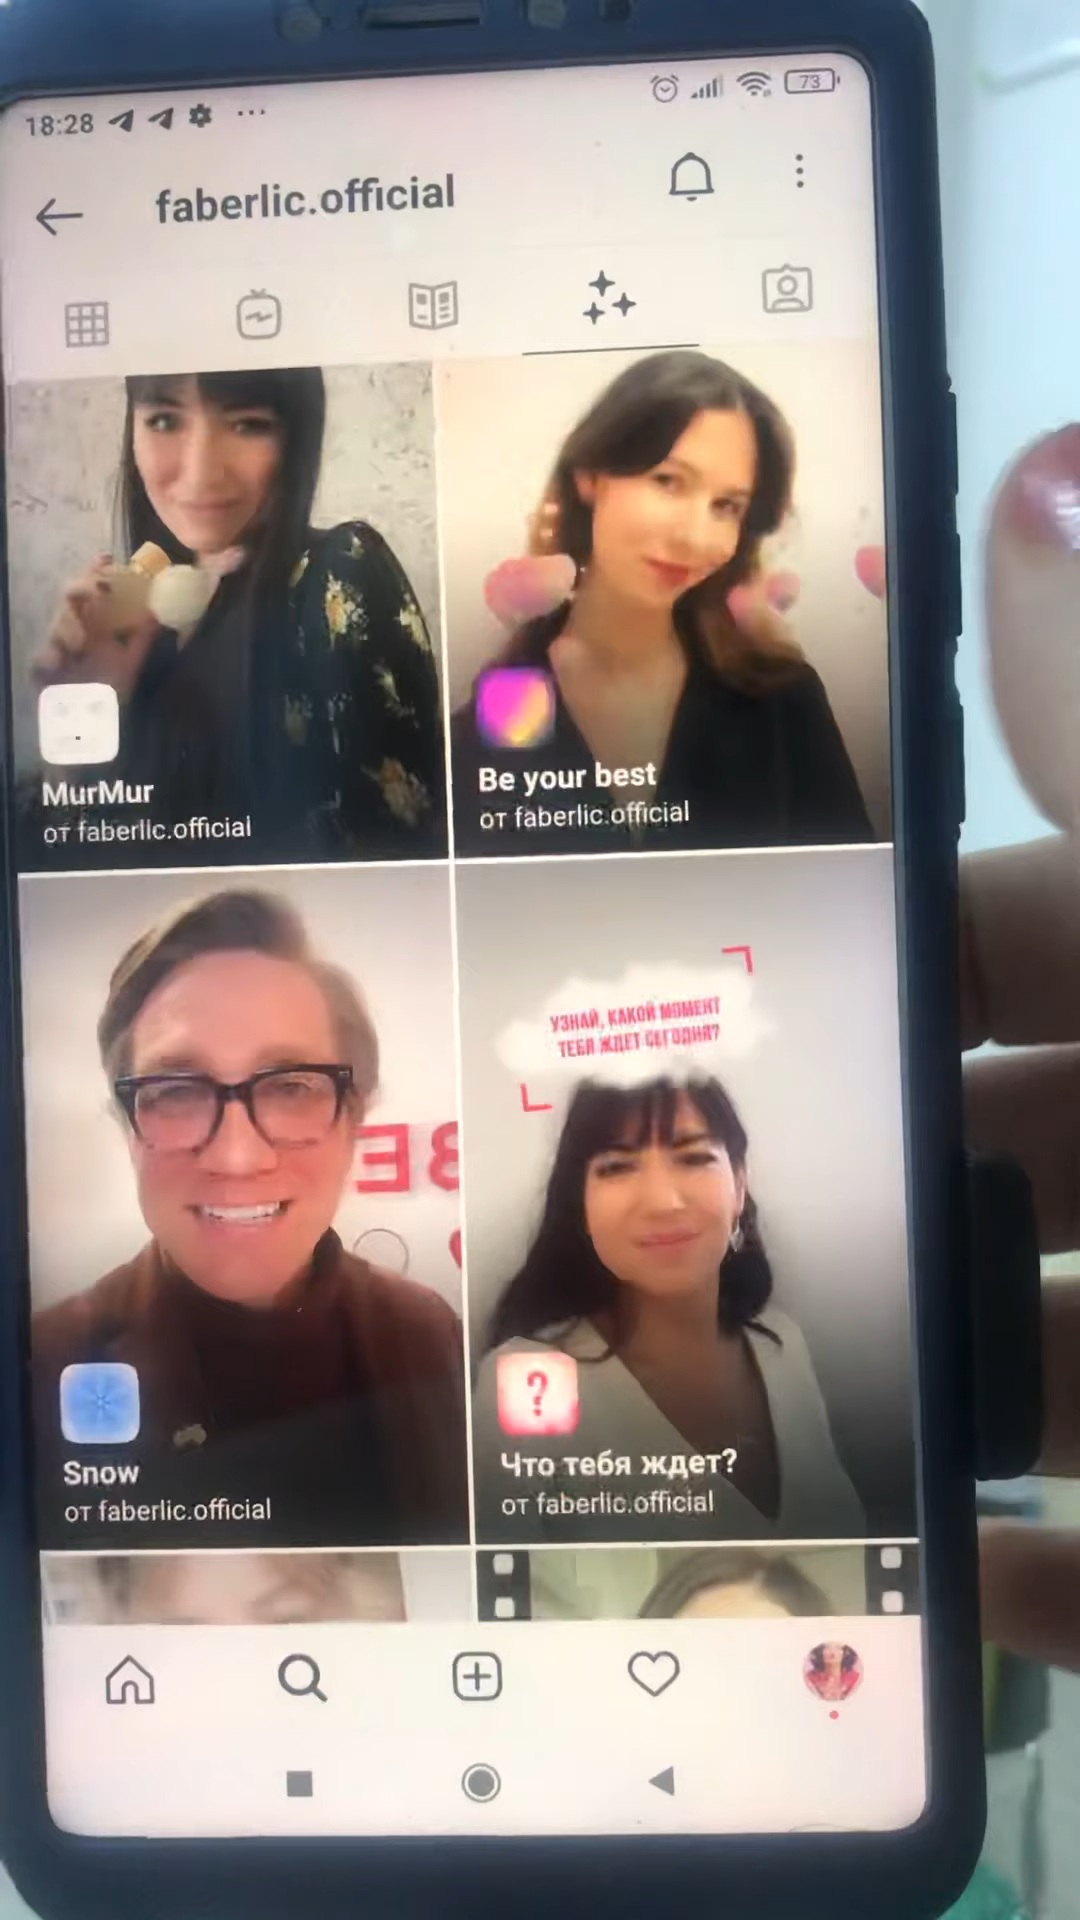 18:28
73
faberlic.official
MurMur
от faberlic.official
Be your best
от faberlic.official
BE
УЗНАЙ, КАКОЙ МОМЕНТ
ТЕБЯ ЖДЕТ СЕГОДНЯ?
?
Snow
от faberlic.official
Что тебя ждет?
от faberlic.official